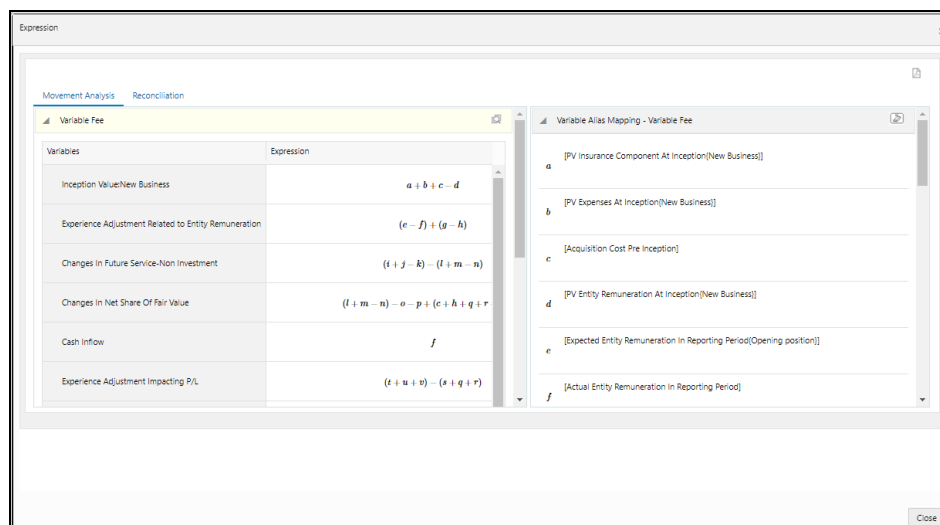 Expression
Movement Analysis Reconciliation
Variable Fee
Variables Expression
Inception Value:New Business a + b + c − d
Experience Adjustment Related to Entity Remuneration (e − f) + (g − h)
Changes In Future Service-Non Investment (i + j − k) − (l + m − n)
Changes In Net Share Of Fair Value (l + m − n) − o − p + (c + h + q + r
Cash Inflow f
Experience Adjustment Impacting P/L (t + u + v) − (s + q + r)
Variable Alias Mapping - Variable Fee
a [PV Insurance Component At Inception(New Business)]
b [PV Expenses At Inception(New Business)]
c [Acquisition Cost Pre Inception]
d [PV Entity Remuneration At Inception(New Business)]
e [Expected Entity Remuneration In Reporting Period(Opening position)]
f [Actual Entity Remuneration In Reporting Period]
Close